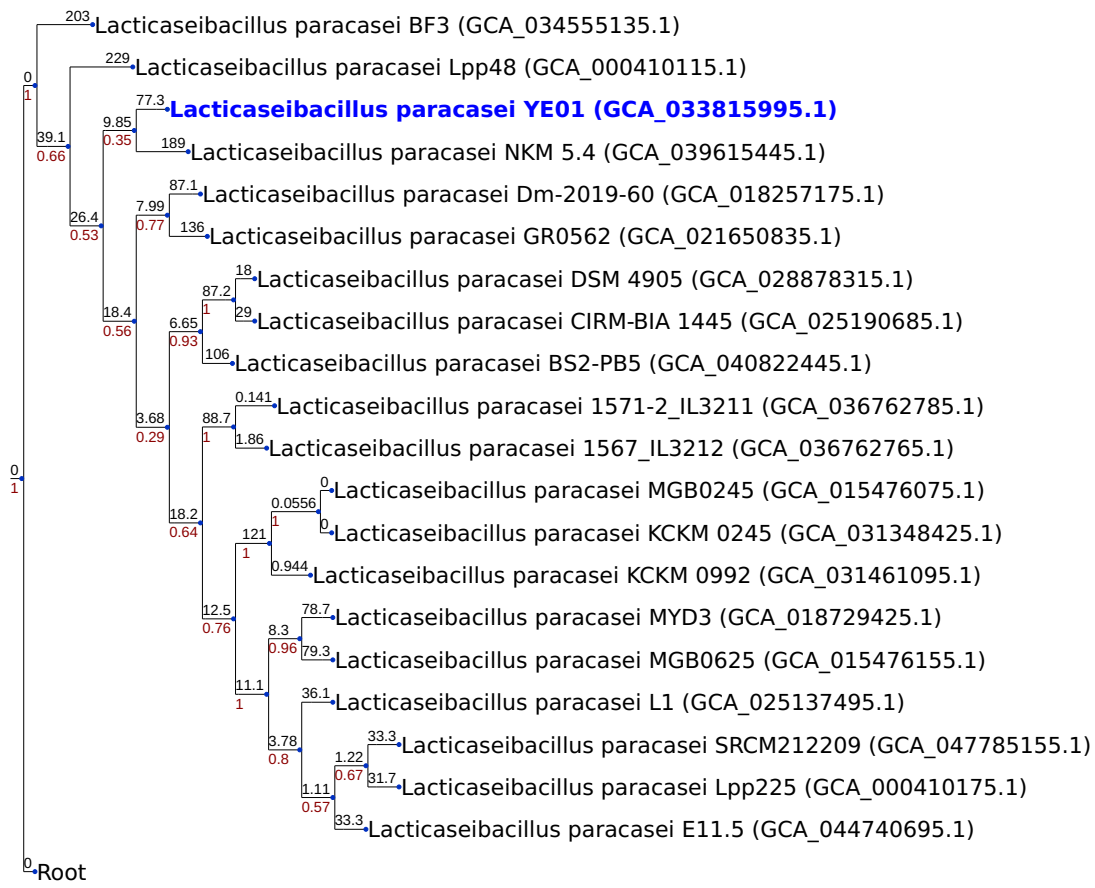 203
Lacticaseibacillus paracasei BF3 (GCA_034555135.1)
229
Lacticaseibacillus paracasei Lpp48 (GCA_000410115.1)
0
1
77.3
Lacticaseibacillus paracasei YE01 (GCA_033815995.1)
9.85
0.35
39.1
0.66
189
Lacticaseibacillus paracasei NKM 5.4 (GCA_039615445.1)
87.1
Lacticaseibacillus paracasei Dm-2019-60 (GCA_018257175.1)
7.99
0.77
26.4
0.53
136
Lacticaseibacillus paracasei GR0562 (GCA_021650835.1)
18
Lacticaseibacillus paracasei DSM 4905 (GCA_028878315.1)
87.2
1
29
Lacticaseibacillus paracasei CIRM-BIA 1445 (GCA_025190685.1)
18.4
0.56
6.65
0.93
106
Lacticaseibacillus paracasei BS2-PB5 (GCA_040822445.1)
0.141
Lacticaseibacillus paracasei 1571-2_IL3211 (GCA_036762785.1)
3.68
0.29
88.7
1
1.86
Lacticaseibacillus paracasei 1567_IL3212 (GCA_036762765.1)
0
1
0
Lacticaseibacillus paracasei MGB0245 (GCA_015476075.1)
0.0556
1
18.2
0.64
0
Lacticaseibacillus paracasei KCKM 0245 (GCA_031348425.1)
121
1
0.944
Lacticaseibacillus paracasei KCKM 0992 (GCA_031461095.1)
12.5
0.76
78.7
Lacticaseibacillus paracasei MYD3 (GCA_018729425.1)
8.3
0.96
79.3
Lacticaseibacillus paracasei MGB0625 (GCA_015476155.1)
11.1
1
36.1
Lacticaseibacillus paracasei L1 (GCA_025137495.1)
3.78
0.8
33.3
Lacticaseibacillus paracasei SRCM212209 (GCA_047785155.1)
1.22
0.67
31.7
Lacticaseibacillus paracasei Lpp225 (GCA_000410175.1)
1.11
0.57
33.3
Lacticaseibacillus paracasei E11.5 (GCA_044740695.1)
0
Root